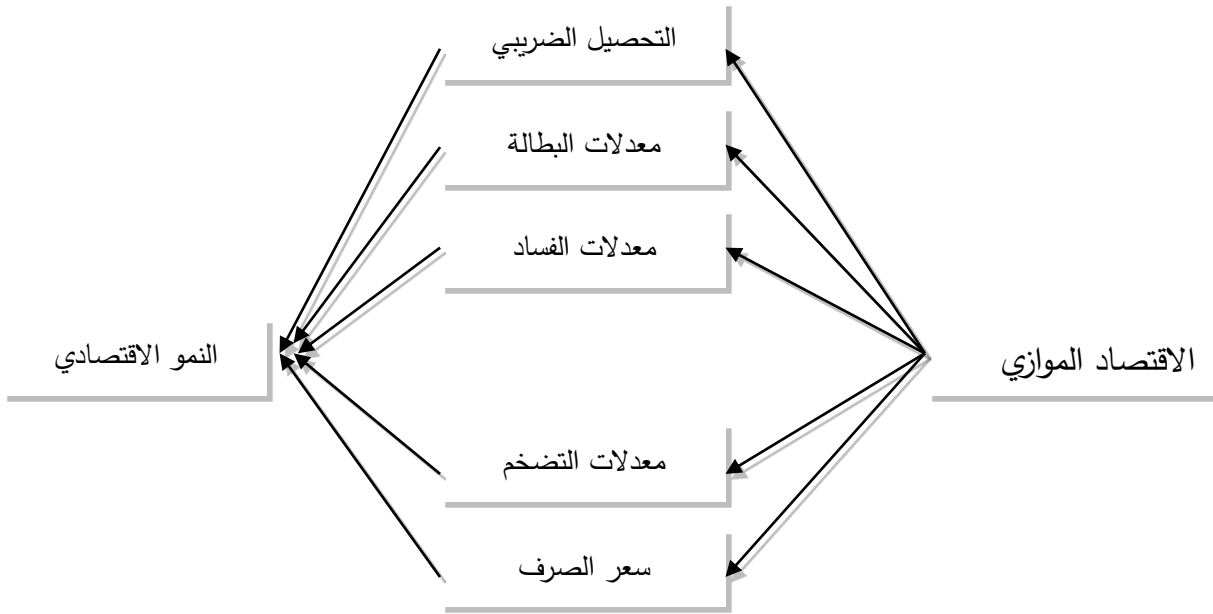 التحصيل الضريبي
معدلات البطالة
معدلات الفساد
الاقتصاد الموازي
النمو الاقتصادي
معدلات التضخم
سعر الصرف